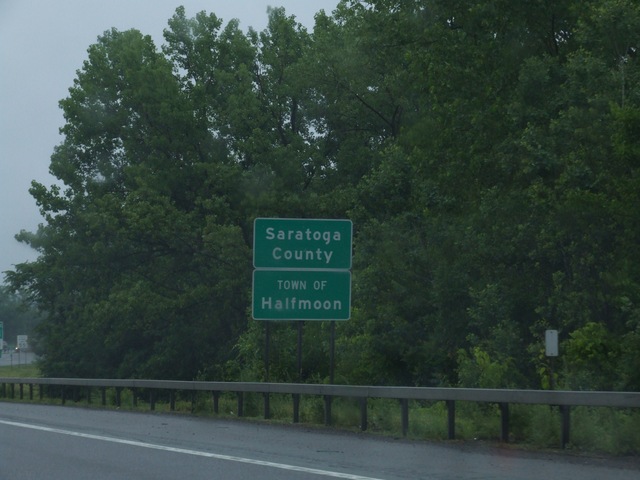 Saratoga
County
TOWN OF
Halfmoon